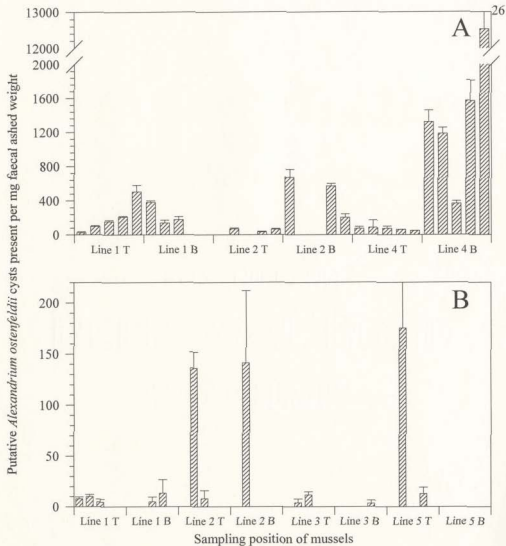 13000
26
12000
A
2000
1600
1200
800
400
0
Line 1 T Line 1 B Line 2 T Line 2 B Line 4 T Line 4 B
Putative Alexandrium ostenfeldii cysts present per mg faecal ashed weight
B
200
150
100
50
0
Line 1 T Line 1 B Line 2 T Line 2 B Line 3 T Line 3 B Line 5 T Line 5 B
Sampling position of mussels